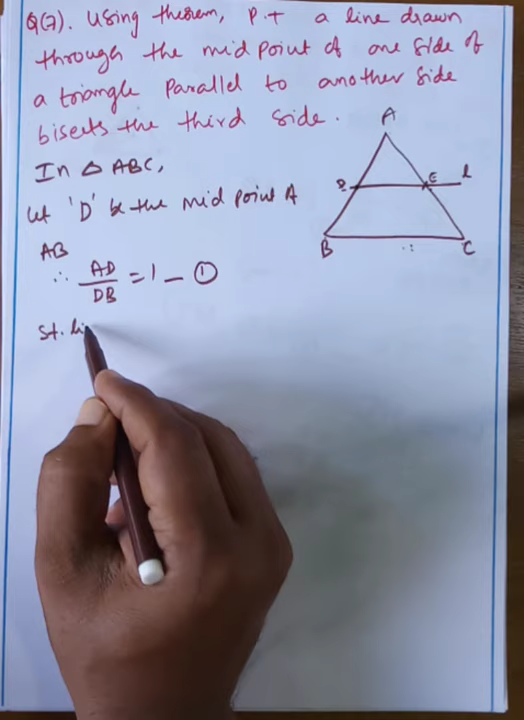 Q(7). Using theorem, P.t a line drawn
through the mid point of one side of
a triangle parallel to another side
bisects the third side.
In Δ ABC,
let 'D' be the mid point of
AB
∴ AD/DB = 1 – ①
St. li
A
D E l
B C